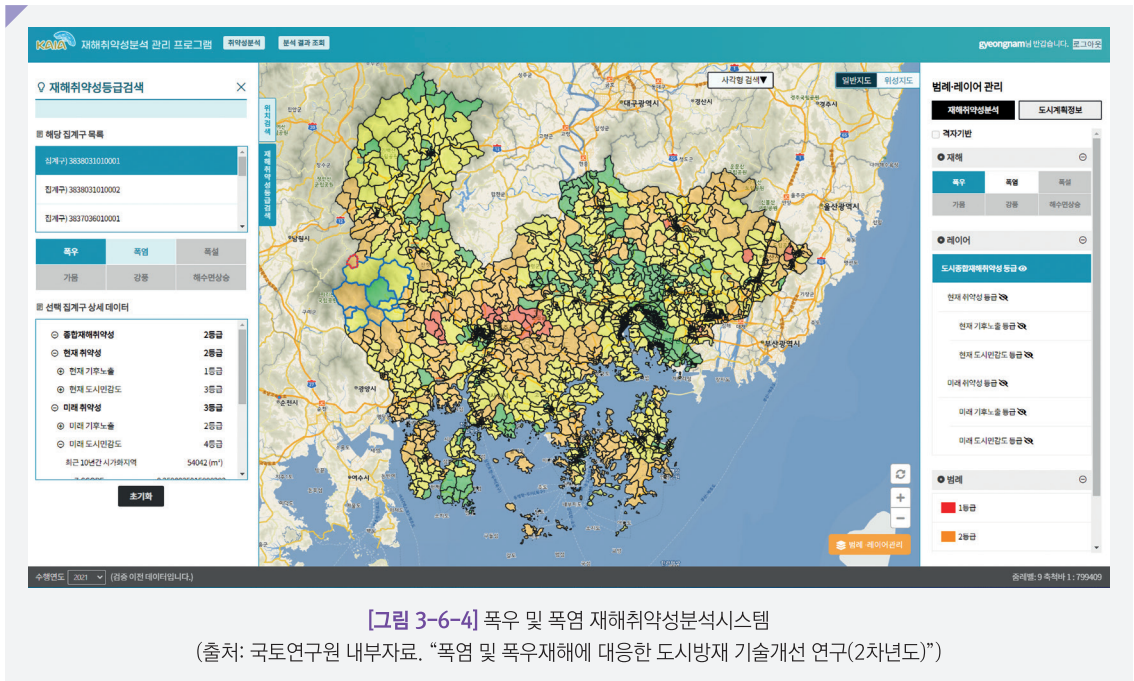 KAIA 재해취약성분석 관리 프로그램 취약성분석 분석 결과 조회
gyeongnam님 반갑습니다. 로그아웃
재해취약성등급검색
해당 집계구 목록
집계구) 3838031010001
집계구) 3838031010002
집계구) 3837036010001
폭우 폭염 폭설
가뭄 강풍 해수면상승
선택 집계구 상세 데이터
종합재해취약성 2등급
현재 취약성 2등급
현재 기후노출 1등급
현재 도시민감도 3등급
미래 취약성 3등급
미래 기후노출 2등급
미래 도시민감도 4등급
최근 10년간 시가화지역 54042 (m²)
초기화
위치검색
재해취약성등급검색
사각형 검색▼
일반지도 위성지도
대구광역시
경산시
경주시
울산광역시
부산광역시
남원시
광양시
순천시
여수시
범례·레이어관리
범례·레이어 관리
재해취약성분석 도시계획정보
격자기반
재해
폭우 폭염 폭설
가뭄 강풍 해수면상승
레이어
도시종합재해취약성 등급
현재 취약성 등급
현재 기후노출 등급
현재 도시민감도 등급
미래 취약성 등급
미래 기후노출 등급
미래 도시민감도 등급
범례
1등급
2등급
수행연도 2021 (검증 이전 데이터입니다.)
줌레벨: 9 축척바 1 : 799409
[그림 3-6-4] 폭우 및 폭염 재해취약성분석시스템
(출처: 국토연구원 내부자료. “폭염 및 폭우재해에 대응한 도시방재 기술개선 연구(2차년도)”)